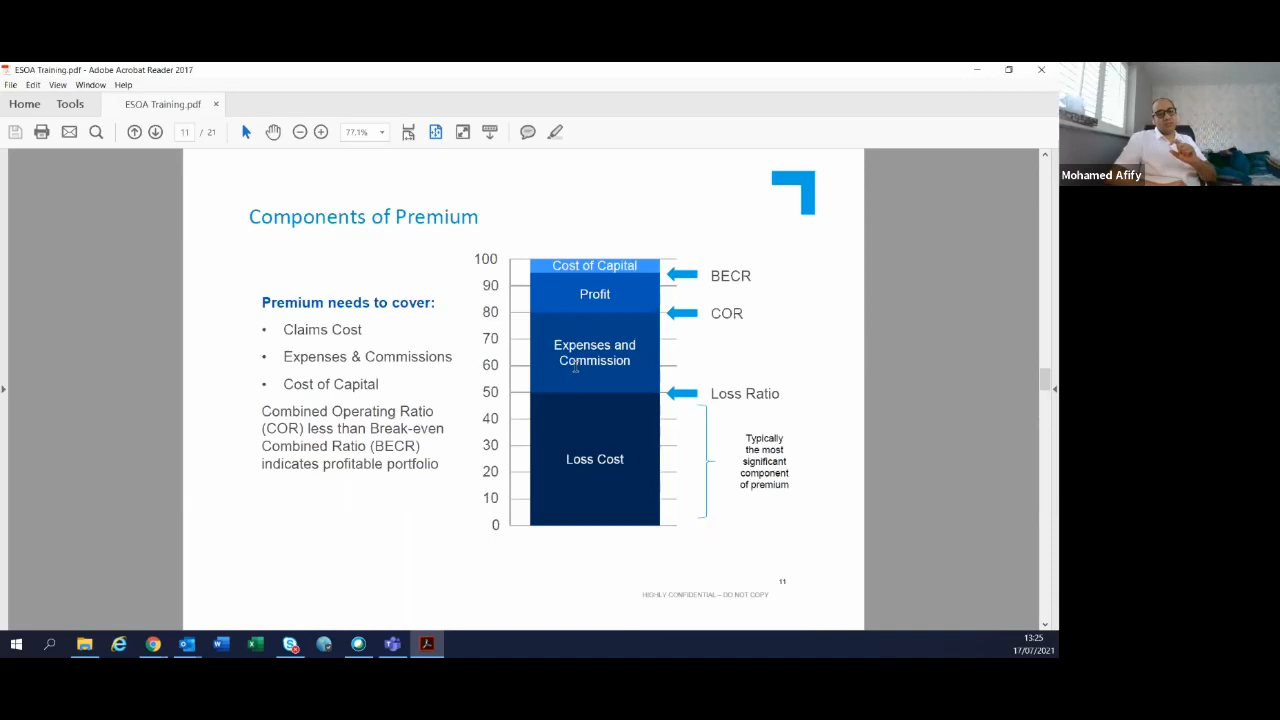 ESOA Training.pdf - Adobe Acrobat Reader 2017
File Edit View Window Help
Home Tools ESOA Training.pdf ×
11 / 21 77.1%
Mohamed Afify
Components of Premium
Premium needs to cover:
• Claims Cost
• Expenses & Commissions
• Cost of Capital
Combined Operating Ratio
(COR) less than Break-even
Combined Ratio (BECR)
indicates profitable portfolio
100
90
80
70
60
50
40
30
20
10
0
Cost of Capital
Profit
Expenses and
Commission
Loss Cost
BECR
COR
Loss Ratio
Typically
the most
significant
component
of premium
11
HIGHLY CONFIDENTIAL – DO NOT COPY
13:25
17/07/2021